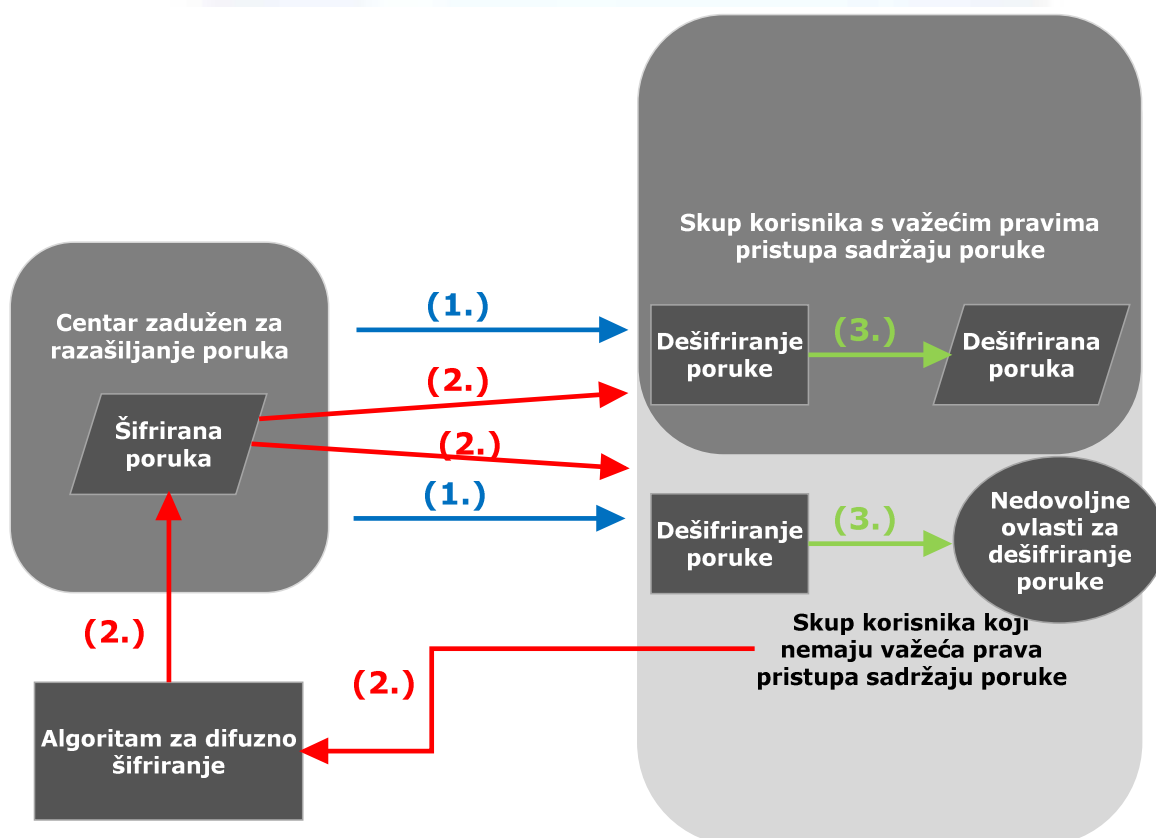 Skup korisnika s važećim pravima
pristupa sadržaju poruke
Centar zadužen za
razašiljanje poruka
(1.)
Dešifriranje
poruke
(3.)
Dešifrirana
poruka
(2.)
Šifrirana
poruka
(2.)
(1.)
Dešifriranje
poruke
(3.)
Nedovoljne
ovlasti za
dešifriranje
poruke
(2.)
Skup korisnika koji
nemaju važeća prava
pristupa sadržaju poruke
(2.)
Algoritam za difuzno
šifriranje